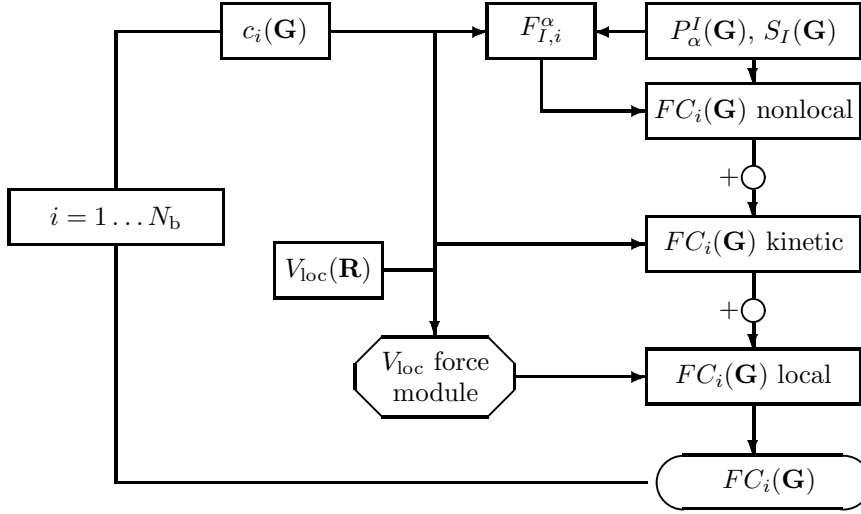 c_i(G)
F^α_{I,i}
P^I_α(G), S_I(G)
FC_i(G) nonlocal
+
i = 1 … N_b
FC_i(G) kinetic
V_loc(R)
+
V_loc force
module
FC_i(G) local
FC_i(G)